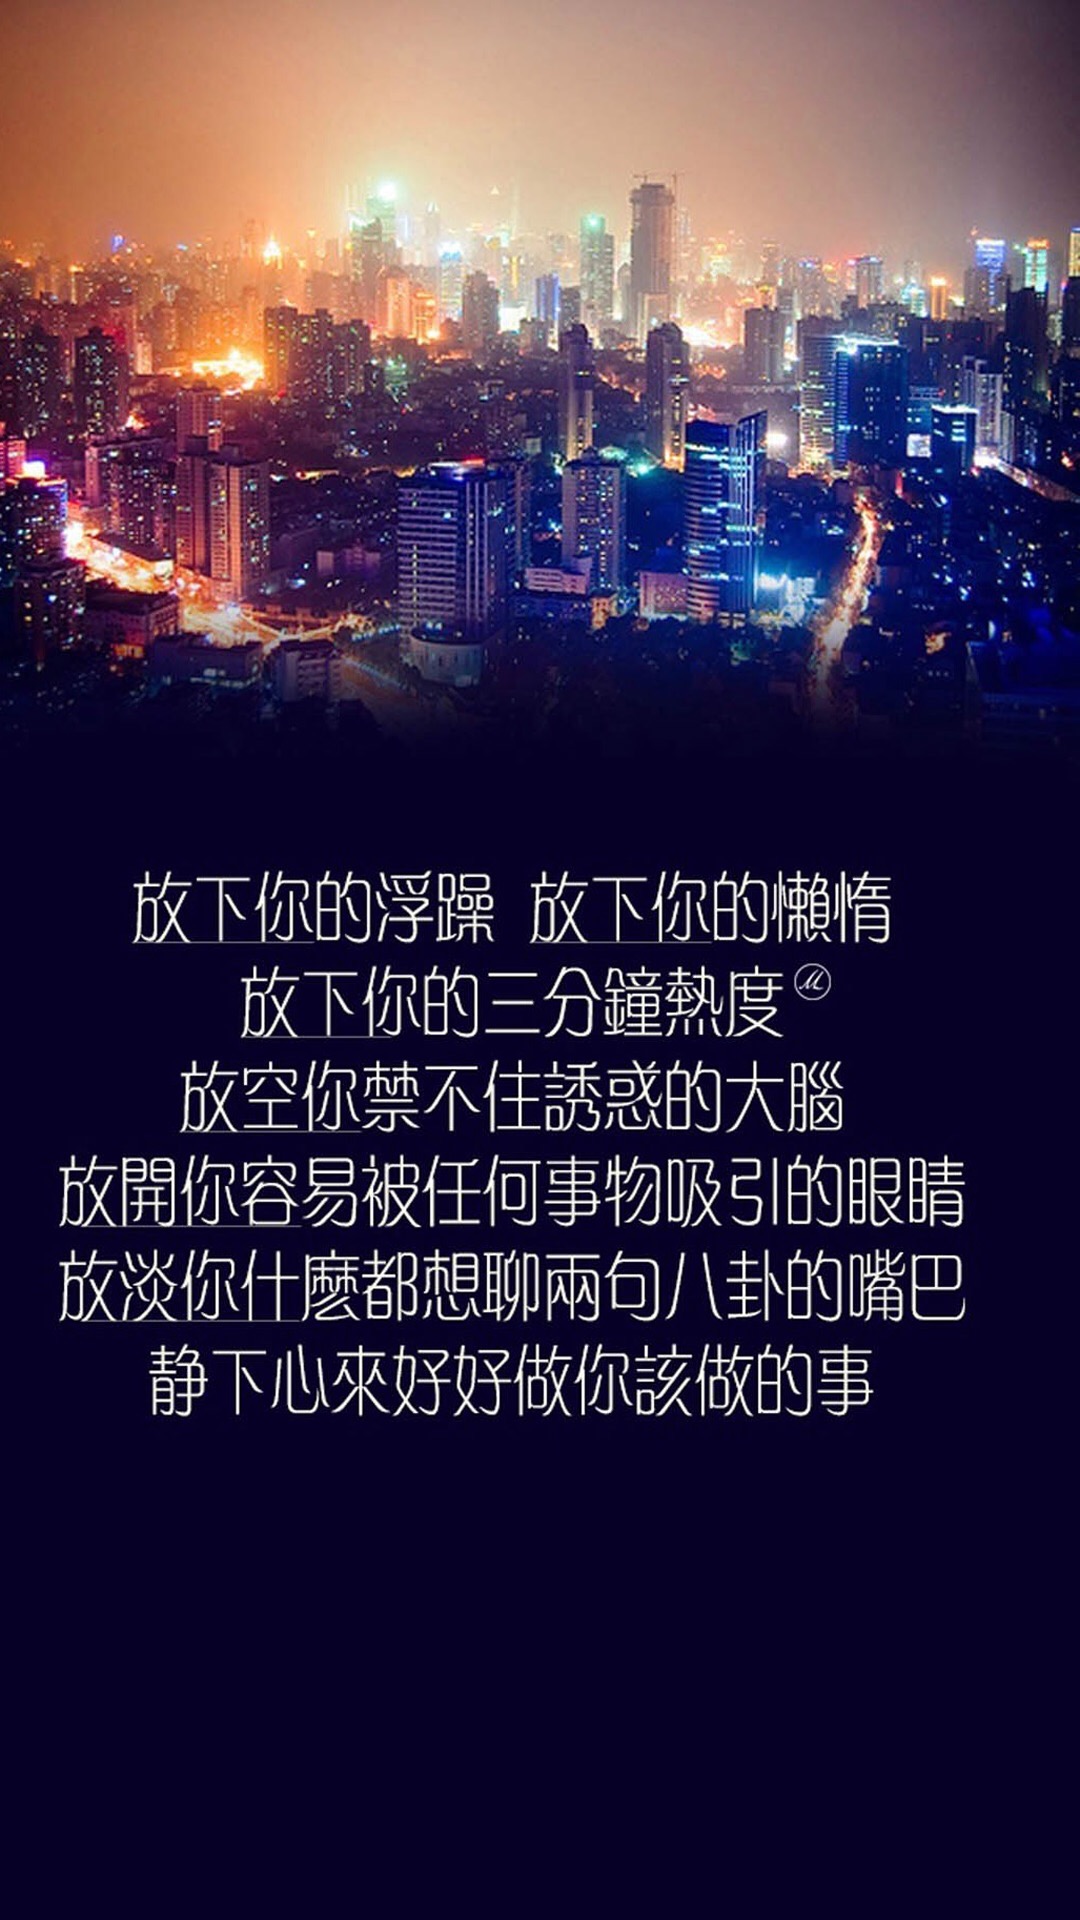 放下你的浮躁 放下你的懶惰
放下你的三分鐘熱度
放空你禁不住誘惑的大腦
放開你容易被任何事物吸引的眼睛
放淡你什麼都想聊兩句八卦的嘴巴
静下心來好好做你該做的事